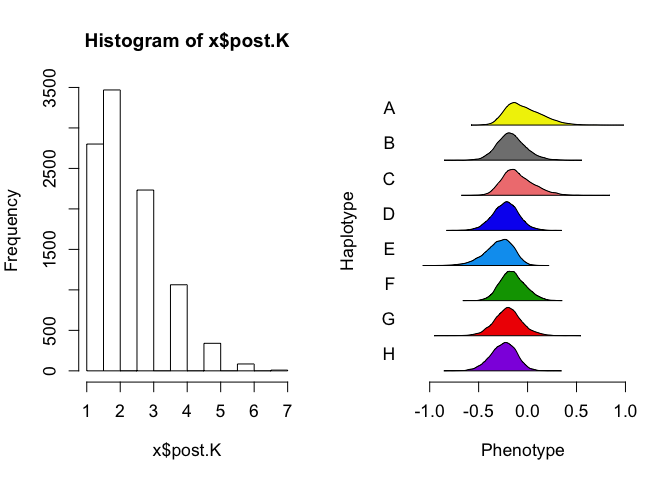 Histogram of x$post.K
Frequency
3500
2500
1500
500
0
1 2 3 4 5 6 7
x$post.K
Haplotype
A
B
C
D
E
F
G
H
-1.0 -0.5 0.0 0.5 1.0
Phenotype